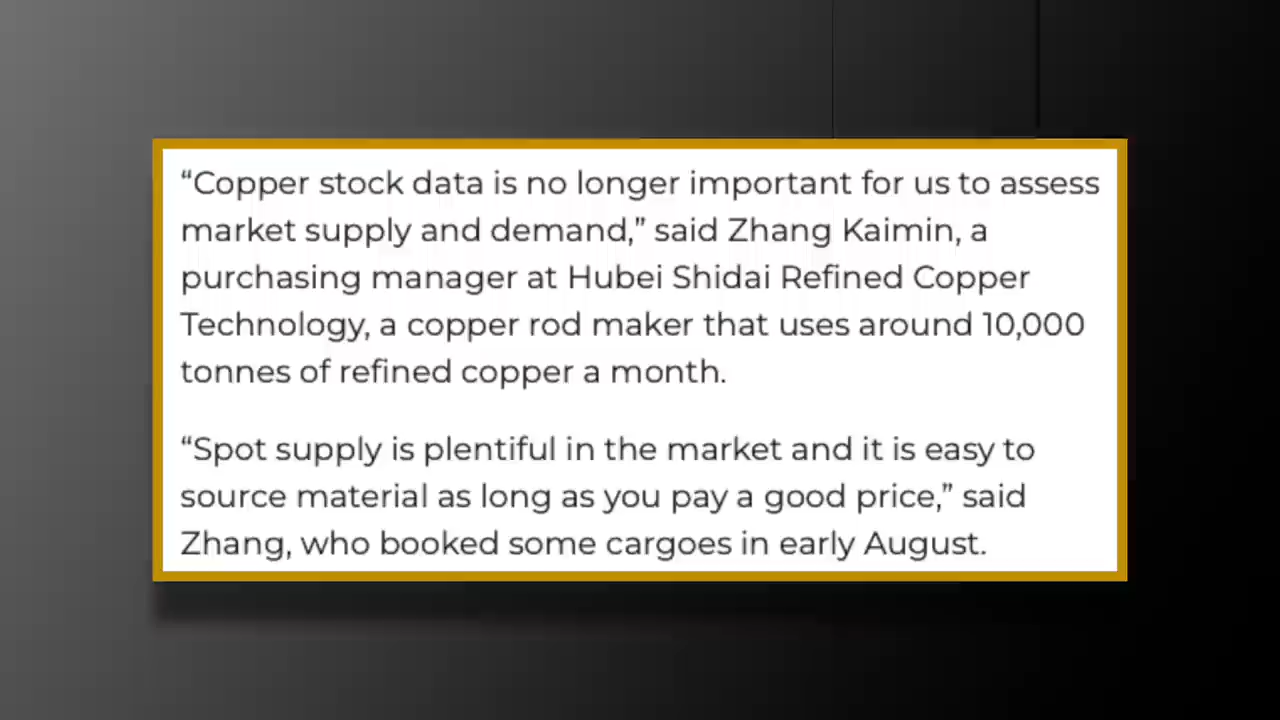 “Copper stock data is no longer important for us to assess
market supply and demand,” said Zhang Kaimin, a
purchasing manager at Hubei Shidai Refined Copper
Technology, a copper rod maker that uses around 10,000
tonnes of refined copper a month.
“Spot supply is plentiful in the market and it is easy to
source material as long as you pay a good price,” said
Zhang, who booked some cargoes in early August.